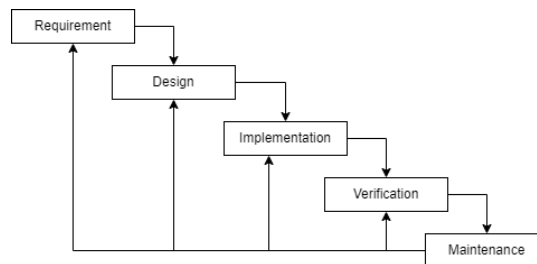 Requirement
Design
Implementation
Verification
Maintenance